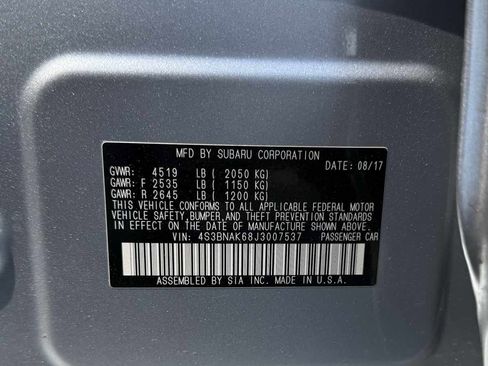 MFD BY SUBARU CORPORATION
DATE: 08/17
GVWR: 4519 LB ( 2050 KG)
GAWR: F 2535 LB ( 1150 KG)
GAWR: R 2645 LB ( 1200 KG)
THIS VEHICLE CONFORMS TO ALL APPLICABLE FEDERAL MOTOR
VEHICLE SAFETY, BUMPER, AND THEFT PREVENTION STANDARDS
IN EFFECT ON THE DATE OF MANUFACTURE SHOWN ABOVE.
VIN: 4S3BNAK68J3007537 PASSENGER CAR
ASSEMBLED BY SIA INC. MADE IN U.S.A.